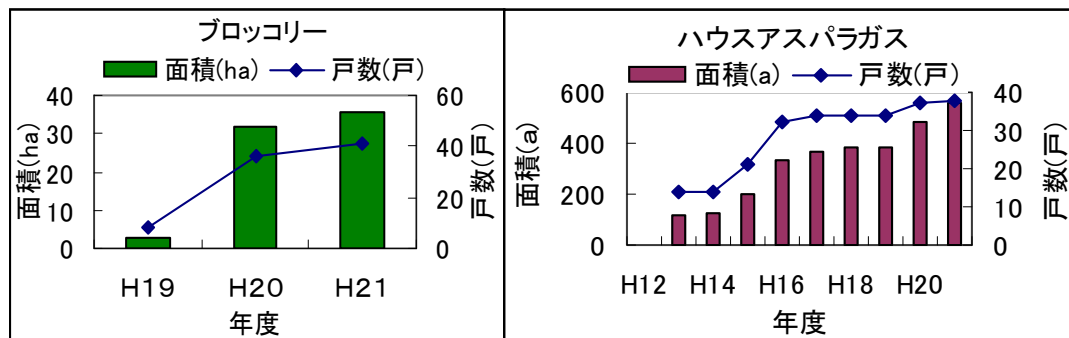 ブロッコリー
面積(ha) 戸数(戸)
面積(ha)
40
30
20
10
0
60
40
20
0
戸数(戸)
H19 H20 H21
年度
ハウスアスパラガス
面積(a) 戸数(戸)
面積(a)
600
400
200
0
40
30
20
10
0
戸数(戸)
H12 H14 H16 H18 H20
年度